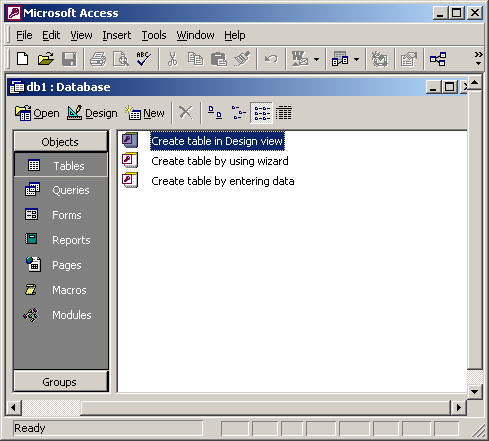 Microsoft Access
File Edit View Insert Tools Window Help
ABC
db1 : Database
Open Design New
Objects
Tables
Queries
Forms
Reports
Pages
Macros
Modules
Groups
Create table in Design view
Create table by using wizard
Create table by entering data
Ready